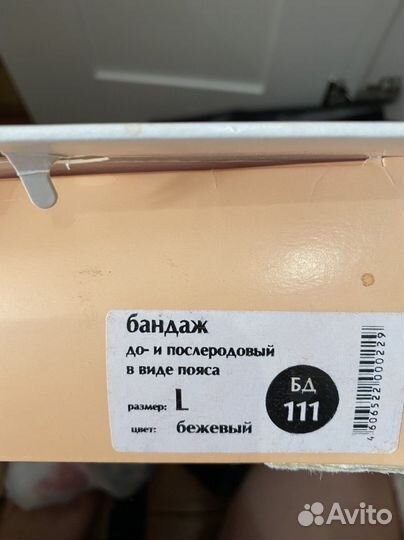 бандаж
до- и послеродовый
в виде пояса
размер: L
цвет: бежевый
БД
111
4606522000229
Avito